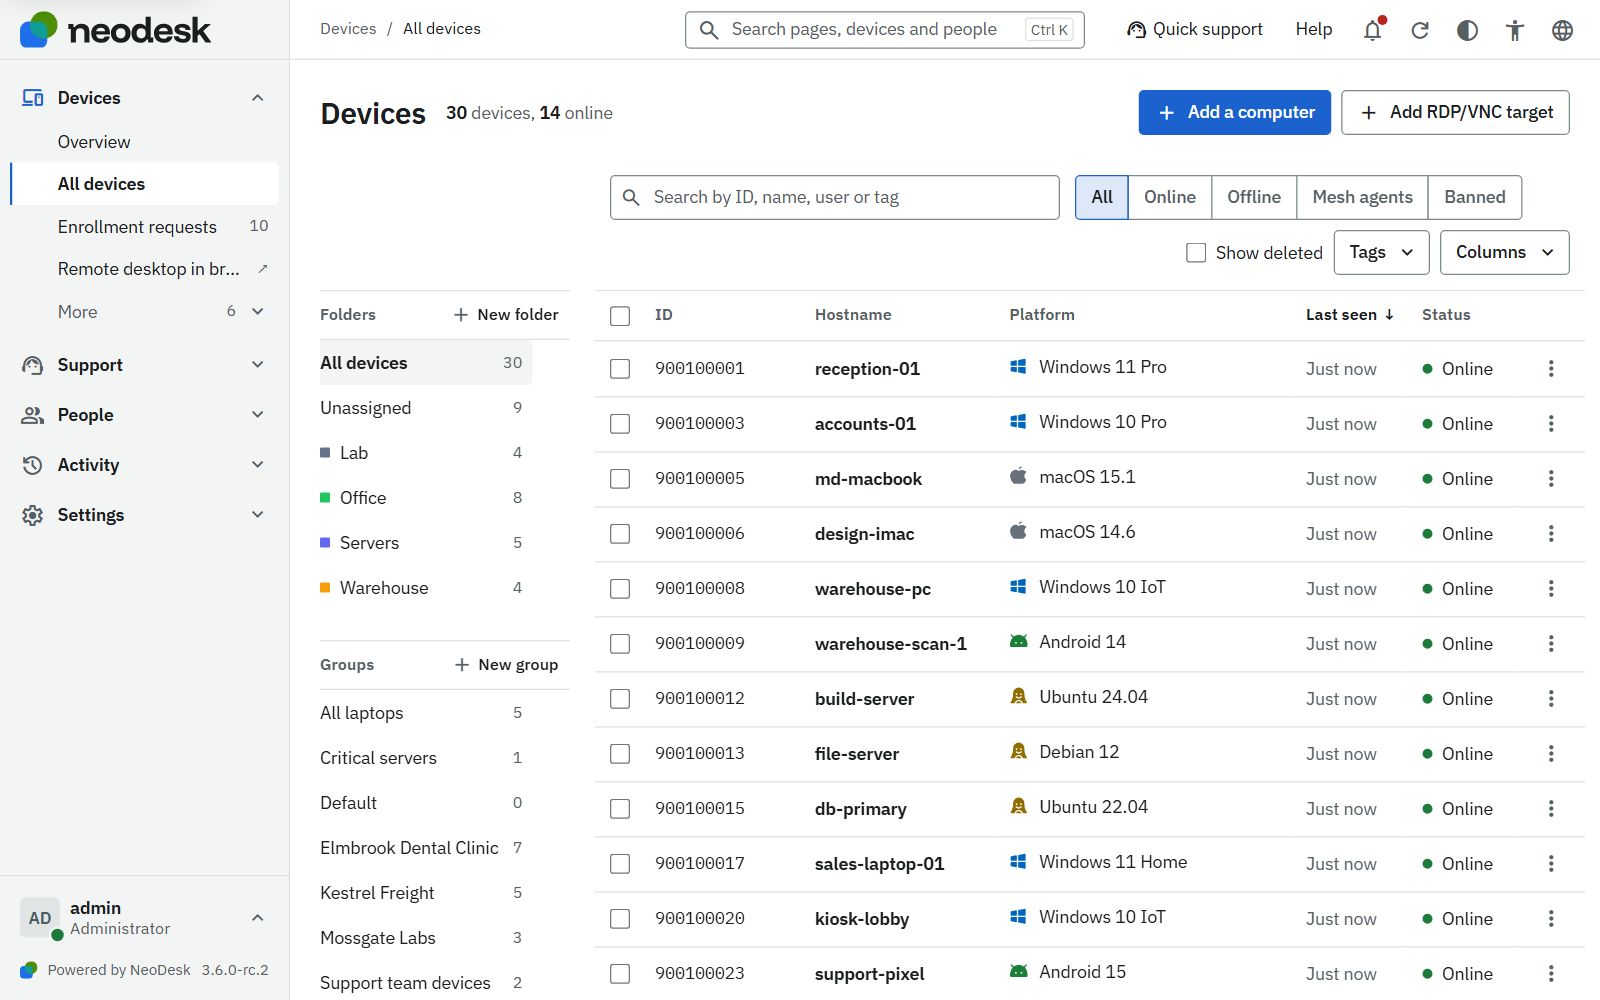 neodesk
Devices / All devices
Search pages, devices and people Ctrl K
Quick support
Help
Devices
Overview
All devices
Enrollment requests 10
Remote desktop in br... ↗
More 6
Support
People
Activity
Settings
AD
admin
Administrator
Powered by NeoDesk 3.6.0-rc.2
Devices 30 devices, 14 online
+ Add a computer
+ Add RDP/VNC target
Search by ID, name, user or tag
All Online Offline Mesh agents Banned
Show deleted Tags Columns
Folders + New folder
All devices 30
Unassigned 9
Lab 4
Office 8
Servers 5
Warehouse 4
Groups + New group
All laptops 5
Critical servers 1
Default 0
Elmbrook Dental Clinic 7
Kestrel Freight 5
Mossgate Labs 3
Support team devices 2
ID Hostname Platform Last seen ↓ Status
900100001 reception-01 Windows 11 Pro Just now Online
900100003 accounts-01 Windows 10 Pro Just now Online
900100005 md-macbook macOS 15.1 Just now Online
900100006 design-imac macOS 14.6 Just now Online
900100008 warehouse-pc Windows 10 IoT Just now Online
900100009 warehouse-scan-1 Android 14 Just now Online
900100012 build-server Ubuntu 24.04 Just now Online
900100013 file-server Debian 12 Just now Online
900100015 db-primary Ubuntu 22.04 Just now Online
900100017 sales-laptop-01 Windows 11 Home Just now Online
900100020 kiosk-lobby Windows 10 IoT Just now Online
900100023 support-pixel Android 15 Just now Online